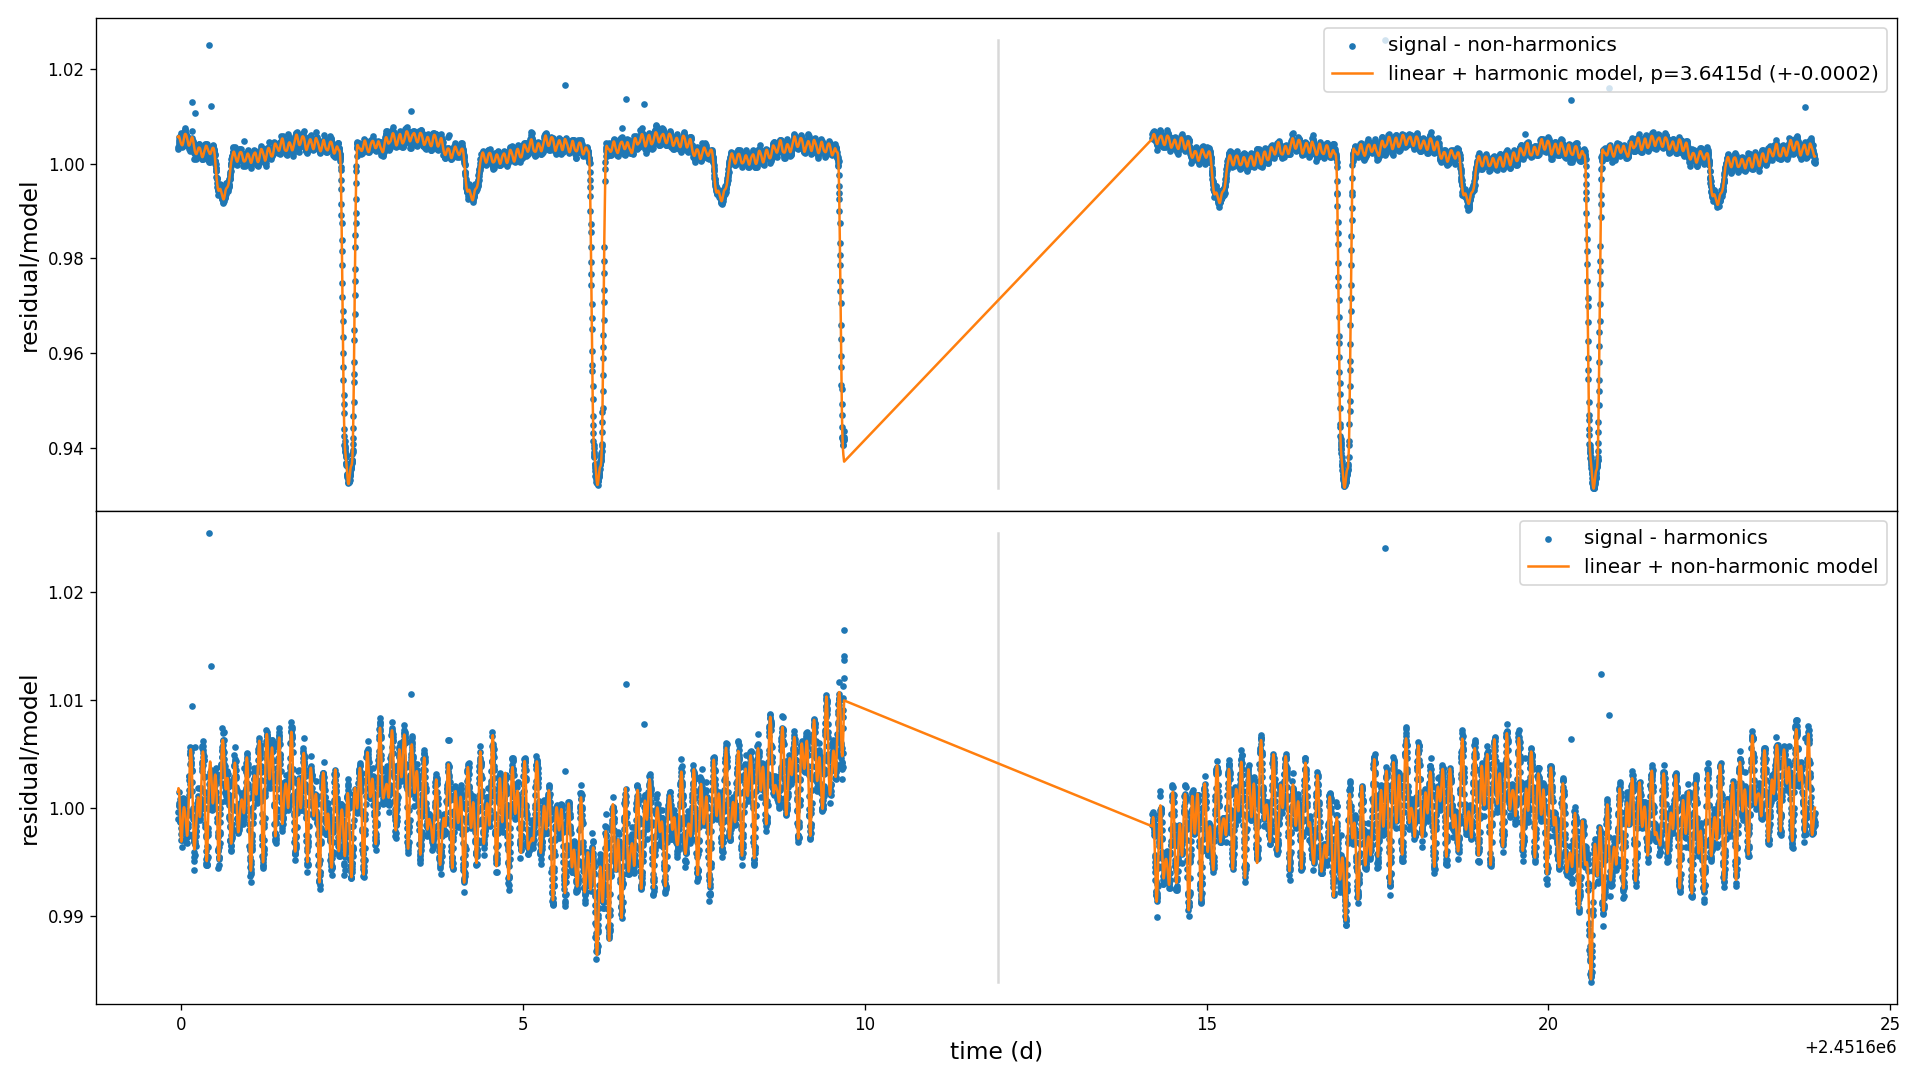 signal - non-harmonics
linear + harmonic model, p=3.6415d (+-0.0002)
1.02
1.00
0.98
0.96
0.94
residual/model
signal - harmonics
linear + non-harmonic model
1.02
1.01
1.00
0.99
residual/model
0 5 10 15 20 25
+2.4516e6
time (d)